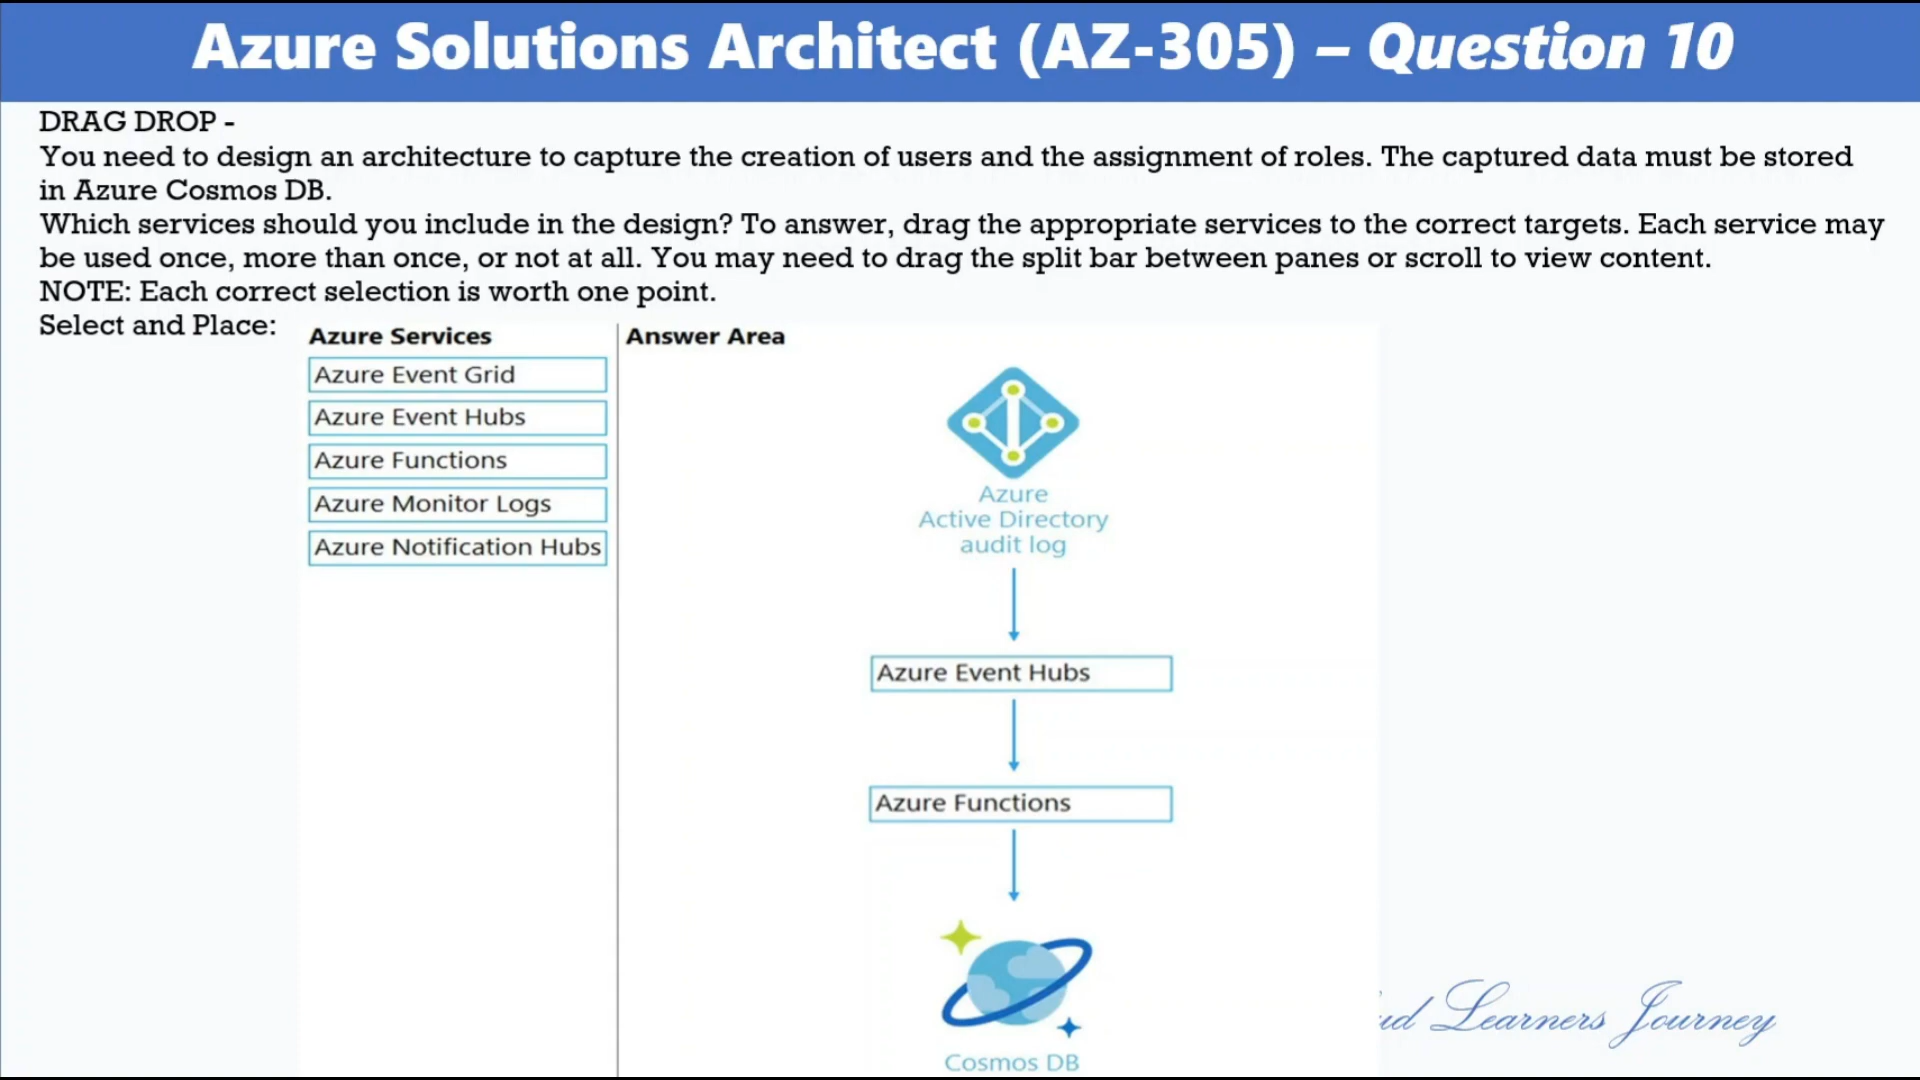 Azure Solutions Architect (AZ-305) – Question 10
DRAG DROP -
You need to design an architecture to capture the creation of users and the assignment of roles. The captured data must be stored
in Azure Cosmos DB.
Which services should you include in the design? To answer, drag the appropriate services to the correct targets. Each service may
be used once, more than once, or not at all. You may need to drag the split bar between panes or scroll to view content.
NOTE: Each correct selection is worth one point.
Select and Place:
Azure Services
Azure Event Grid
Azure Event Hubs
Azure Functions
Azure Monitor Logs
Azure Notification Hubs
Answer Area
Azure
Active Directory
audit log
Azure Event Hubs
Azure Functions
Cosmos DB
Learners Journey